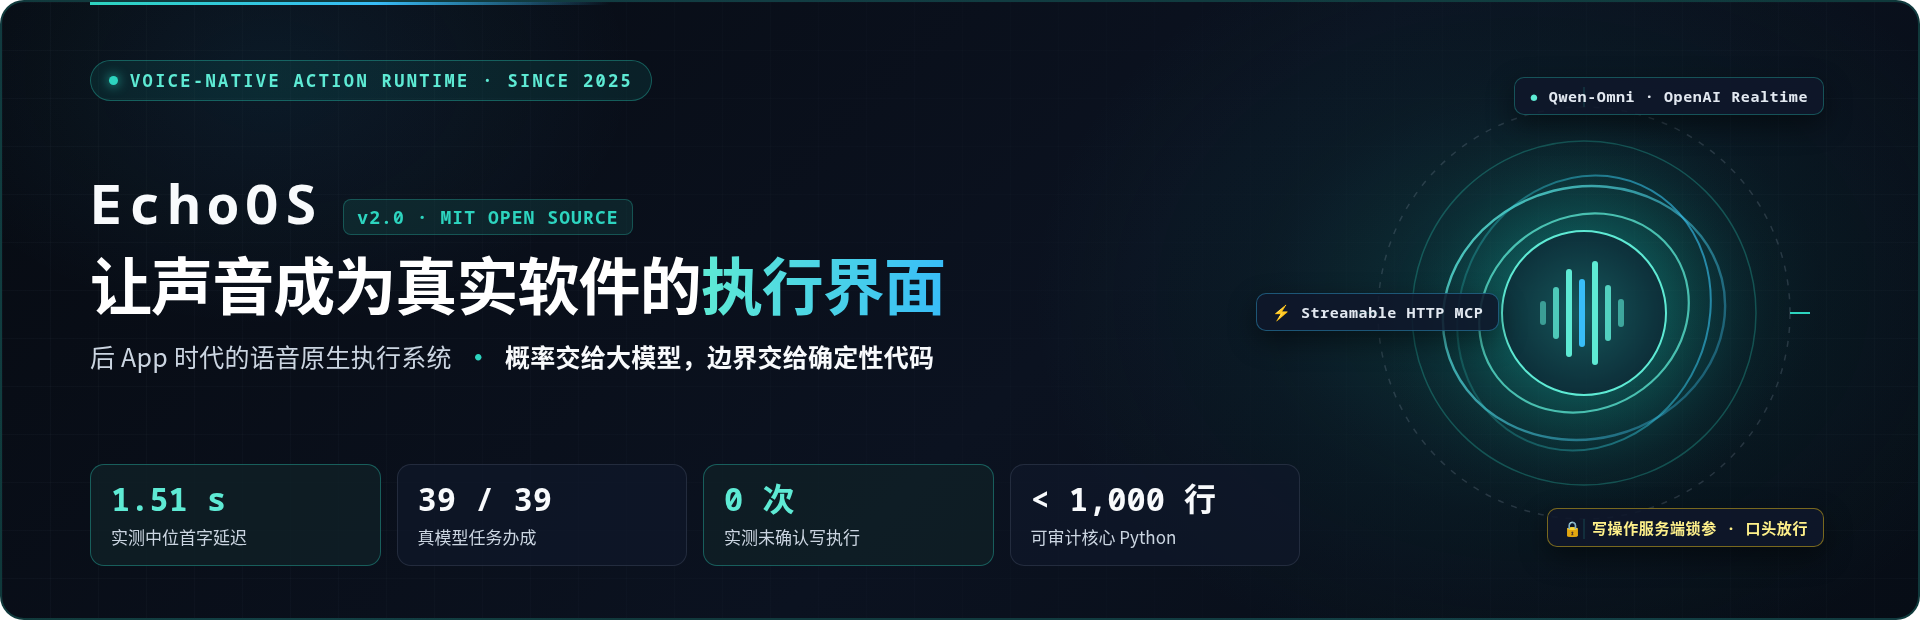 VOICE-NATIVE ACTION RUNTIME · SINCE 2025
Qwen-Omni · OpenAI Realtime
EchoOS
v2.0 · MIT OPEN SOURCE
让声音成为真实软件的执行界面
Streamable HTTP MCP
后 App 时代的语音原生执行系统 • 概率交给大模型，边界交给确定性代码
1.51 s
实测中位首字延迟
39 / 39
真模型任务办成
0 次
实测未确认写执行
< 1,000 行
可审计核心 Python
写操作服务端锁参 · 口头放行